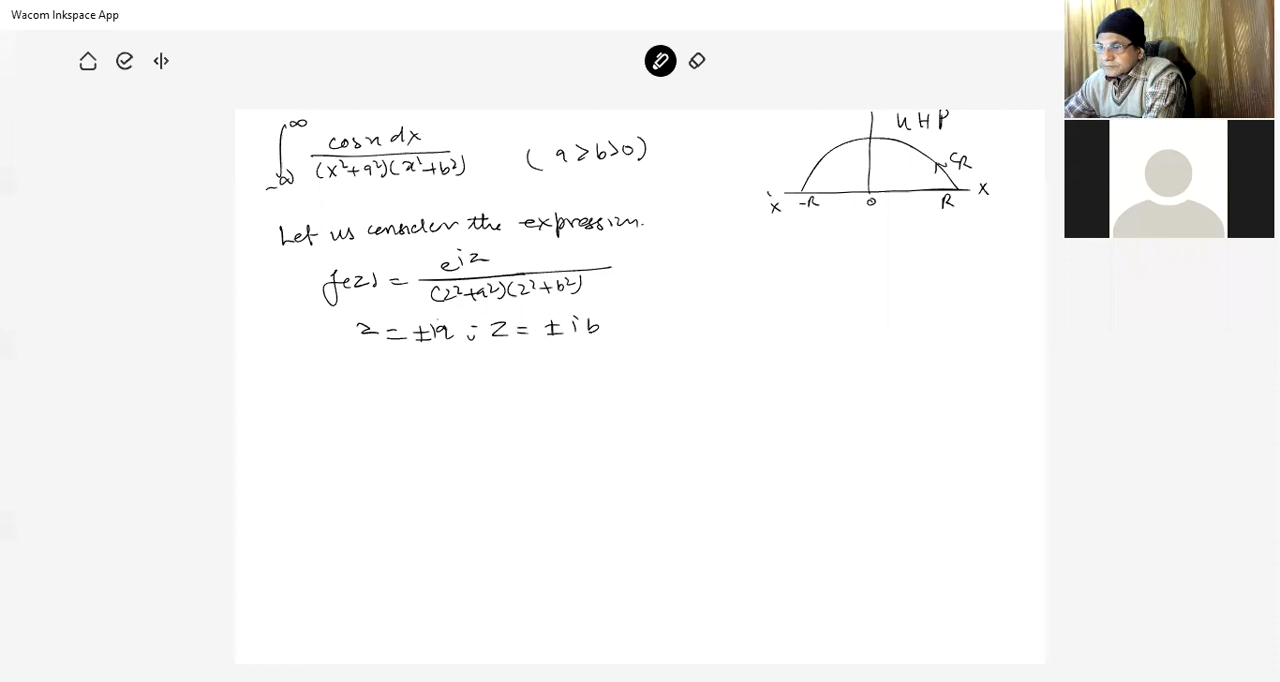 Wacom Inkspace App
∫_{-∞}^{∞} cosx dx / (x²+a²)(x²+b²) (a ≥ b > 0)
Let us consider the expression.
f(z) = e^{iz} / (z²+a²)(z²+b²)
z = ±ia ; z = ± ib
UHP
CR
X -R 0 R X